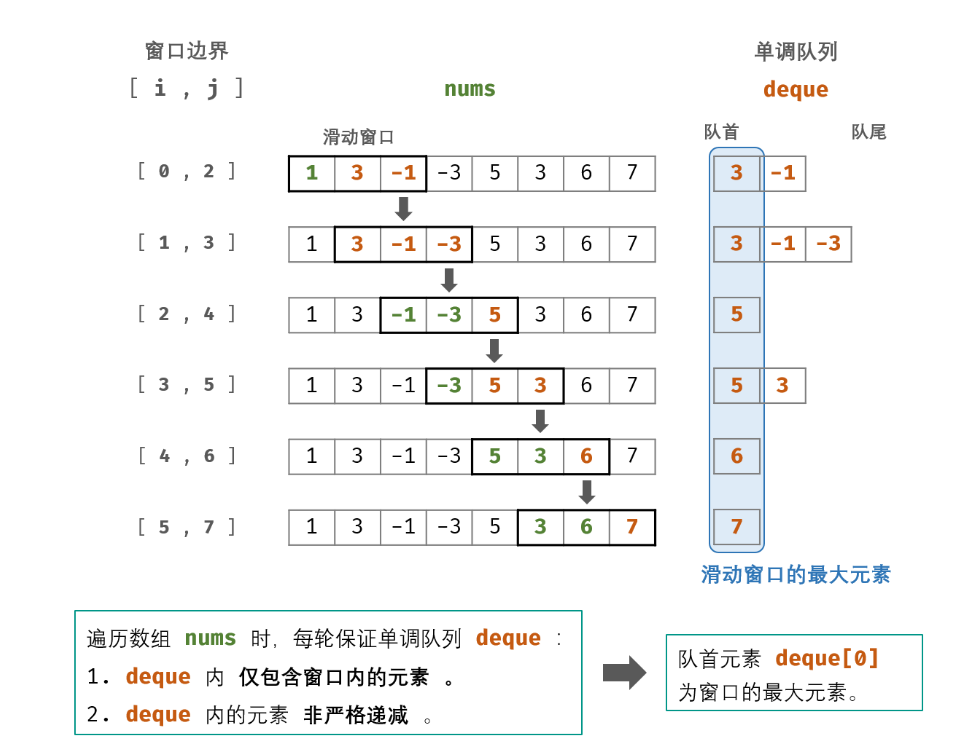 窗口边界 单调队列
[ i , j ] nums deque
滑动窗口 队首 队尾
[ 0 , 2 ] 1 3 -1 -3 5 3 6 7 3 -1
[ 1 , 3 ] 1 3 -1 -3 5 3 6 7 3 -1 -3
[ 2 , 4 ] 1 3 -1 -3 5 3 6 7 5
[ 3 , 5 ] 1 3 -1 -3 5 3 6 7 5 3
[ 4 , 6 ] 1 3 -1 -3 5 3 6 7 6
[ 5 , 7 ] 1 3 -1 -3 5 3 6 7 7
滑动窗口的最大元素
遍历数组 nums 时，每轮保证单调队列 deque ：
1. deque 内 仅包含窗口内的元素 。
2. deque 内的元素 非严格递减 。
队首元素 deque[0]
为窗口的最大元素。